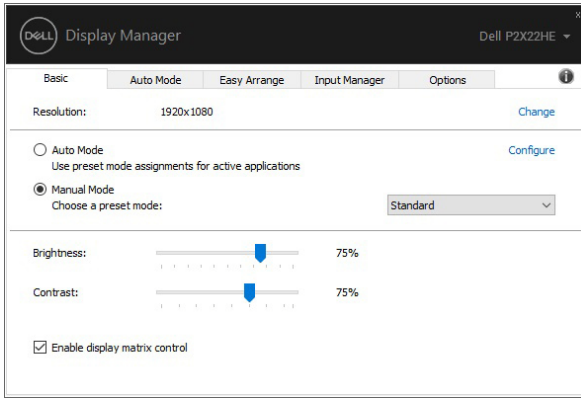 DELL Display Manager
Dell P2X22HE
Basic
Auto Mode
Easy Arrange
Input Manager
Options
Resolution: 1920x1080 Change
Auto Mode Configure
Use preset mode assignments for active applications
Manual Mode
Choose a preset mode: Standard
Brightness: 75%
Contrast: 75%
Enable display matrix control